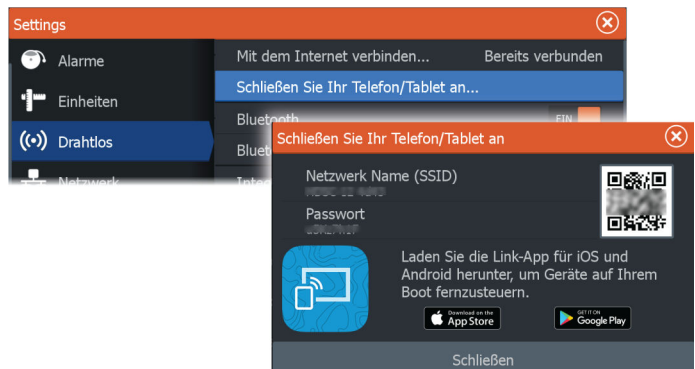 Settings
Alarme
Einheiten
Drahtlos
Netzwerk
Mit dem Internet verbinden... Bereits verbunden
Schließen Sie Ihr Telefon/Tablet an...
Bluetooth EIN
Schließen Sie Ihr Telefon/Tablet an
Netzwerk Name (SSID)
Passwort
Laden Sie die Link-App für iOS und
Android herunter, um Geräte auf Ihrem
Boot fernzusteuern.
Download on the
App Store
GET IT ON
Google Play
Schließen